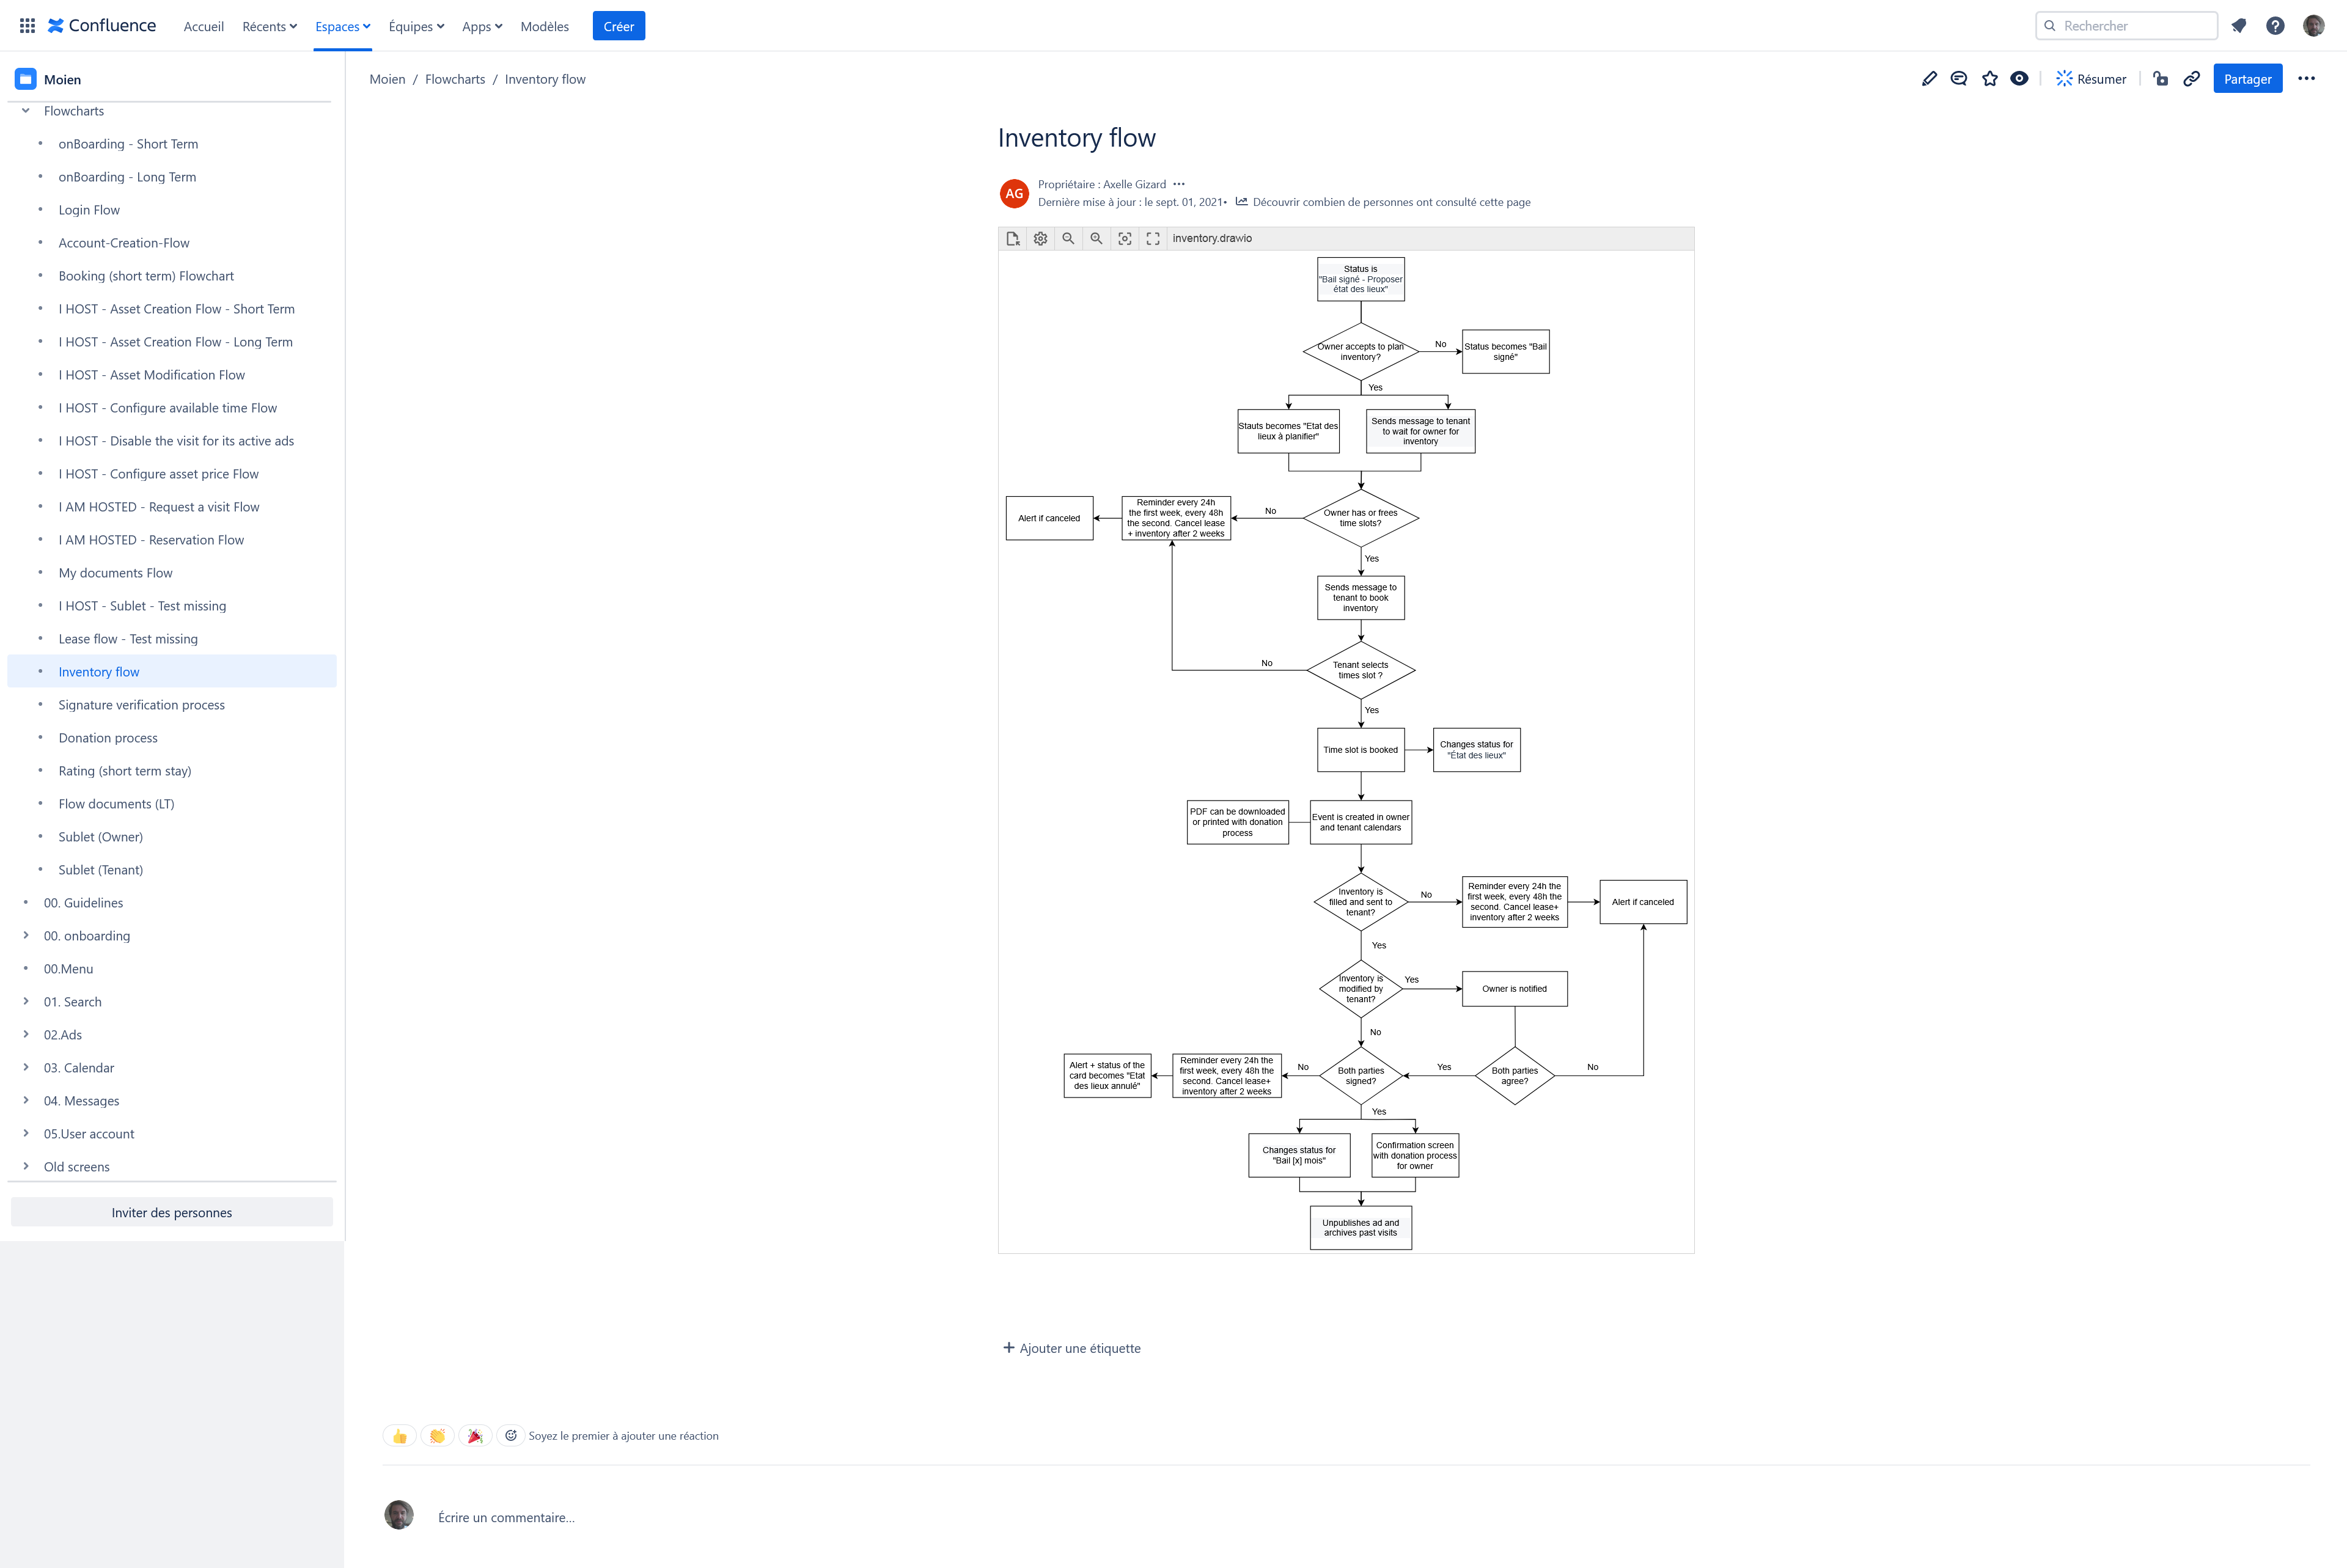 Confluence
Accueil
Récents
Espaces
Équipes
Apps
Modèles
Créer
Rechercher
Moien
Flowcharts
onBoarding - Short Term
onBoarding - Long Term
Login Flow
Account-Creation-Flow
Booking (short term) Flowchart
I HOST - Asset Creation Flow - Short Term
I HOST - Asset Creation Flow - Long Term
I HOST - Asset Modification Flow
I HOST - Configure available time Flow
I HOST - Disable the visit for its active ads
I HOST - Configure asset price Flow
I AM HOSTED - Request a visit Flow
I AM HOSTED - Reservation Flow
My documents Flow
I HOST - Sublet - Test missing
Lease flow - Test missing
Inventory flow
Signature verification process
Donation process
Rating (short term stay)
Flow documents (LT)
Sublet (Owner)
Sublet (Tenant)
00. Guidelines
00. onboarding
00.Menu
01. Search
02.Ads
03. Calendar
04. Messages
05.User account
Old screens
Inviter des personnes
Moien / Flowcharts / Inventory flow
Résumer
Partager
Inventory flow
AG
Propriétaire : Axelle Gizard
Dernière mise à jour : le sept. 01, 2021 • Découvrir combien de personnes ont consulté cette page
inventory.drawio
Status is
"Bail signé - Proposer
état des lieux"
Owner accepts to plan
inventory?
No
Status becomes "Bail
signé"
Yes
Stauts becomes "Etat des
lieux à planifier"
Sends message to tenant
to wait for owner for
inventory
Owner has or frees
time slots?
No
Reminder every 24h
the first week, every 48h
the second. Cancel lease
+ inventory after 2 weeks
Alert if canceled
Yes
Sends message to
tenant to book
inventory
Tenant selects
times slot ?
No
Yes
Time slot is booked
Changes status for
"État des lieux"
PDF can be downloaded
or printed with donation
process
Event is created in owner
and tenant calendars
Inventory is
filled and sent to
tenant?
No
Reminder every 24h the
first week, every 48h the
second. Cancel lease+
inventory after 2 weeks
Alert if canceled
Yes
Inventory is
modified by
tenant?
Yes
Owner is notified
No
Alert + status of the
card becomes "Etat
des lieux annulé"
Reminder every 24h the
first week, every 48h the
second. Cancel lease+
inventory after 2 weeks
No
Both parties
signed?
Yes
Both parties
agree?
No
Yes
Changes status for
"Bail [x] mois"
Confirmation screen
with donation process
for owner
Unpublishes ad and
archives past visits
Ajouter une étiquette
Soyez le premier à ajouter une réaction
Écrire un commentaire...